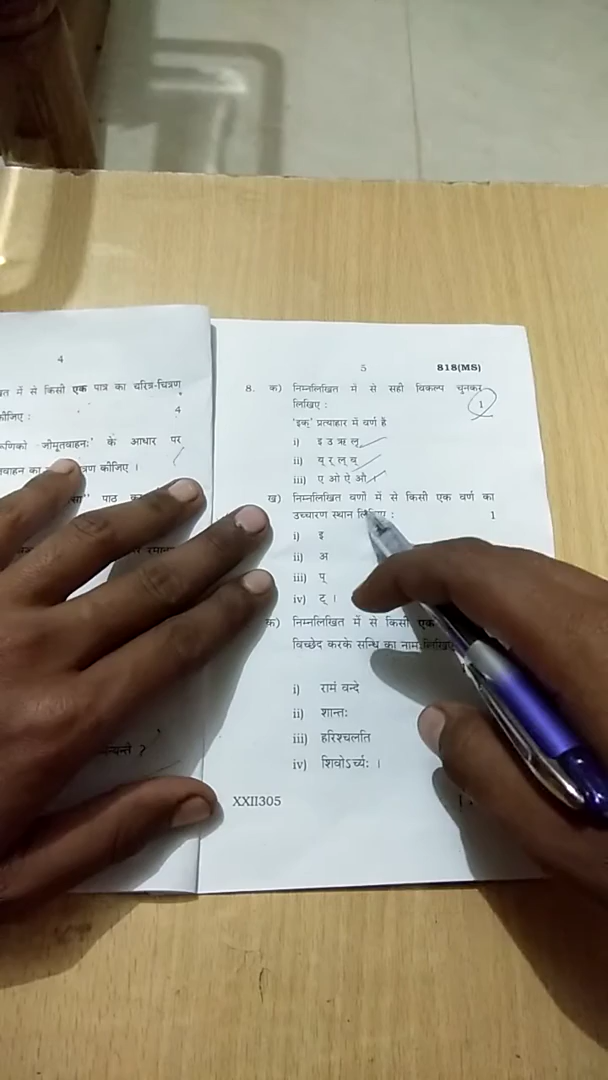 4
में से किसी एक पात्र का चरित्र-चित्रण
कीजिए :
4
जीमूतवाहनः' के आधार पर
कीजिए ।
पाठ
5
818(MS)
8. क) निम्नलिखित में से सही विकल्प चुनकर
लिखिए :
1
'इक्' प्रत्याहार में वर्ण हैं
i) इ उ ऋ लृ
ii) य् र् ल् व्
iii) ए ओ ऐ औ ।
ख) निम्नलिखित वर्णों में से किसी एक वर्ण का
उच्चारण स्थान लिखिए : 1
i) इ
ii) अ
iii) प्
iv) ट् ।
क) निम्नलिखित में से किसी एक
विच्छेद करके सन्धि का नाम लिखिए
i) रामं वन्दे
ii) शान्तः
iii) हरिश्चलति
iv) शिवोऽर्च्यः ।
XXII305